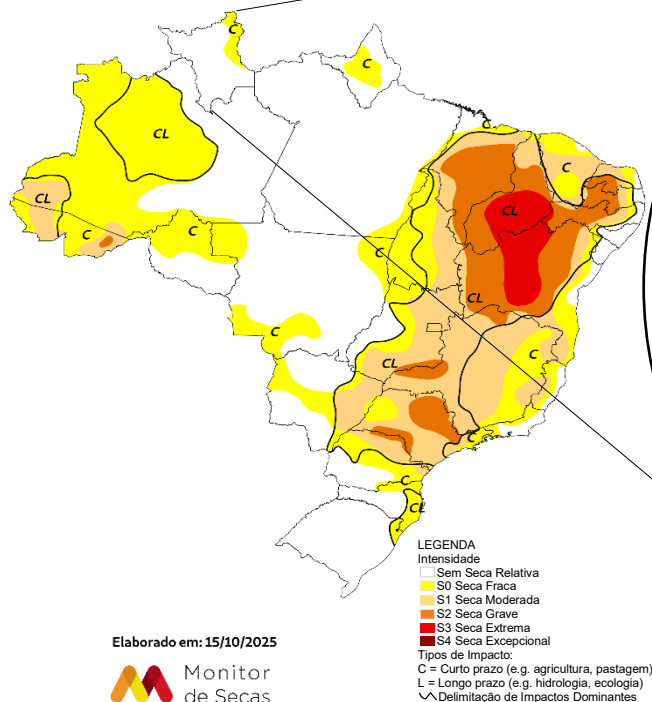 C
C
CL
CL
C
C
C
CL
C
CL
C
CL
C
C
C
CL
LEGENDA
Intensidade
Sem Seca Relativa
S0 Seca Fraca
S1 Seca Moderada
S2 Seca Grave
S3 Seca Extrema
S4 Seca Excepcional
Tipos de Impacto:
C = Curto prazo (e.g. agricultura, pastagem)
L = Longo prazo (e.g. hidrologia, ecologia)
Delimitação de Impactos Dominantes
Elaborado em: 15/10/2025
Monitor
de Secas